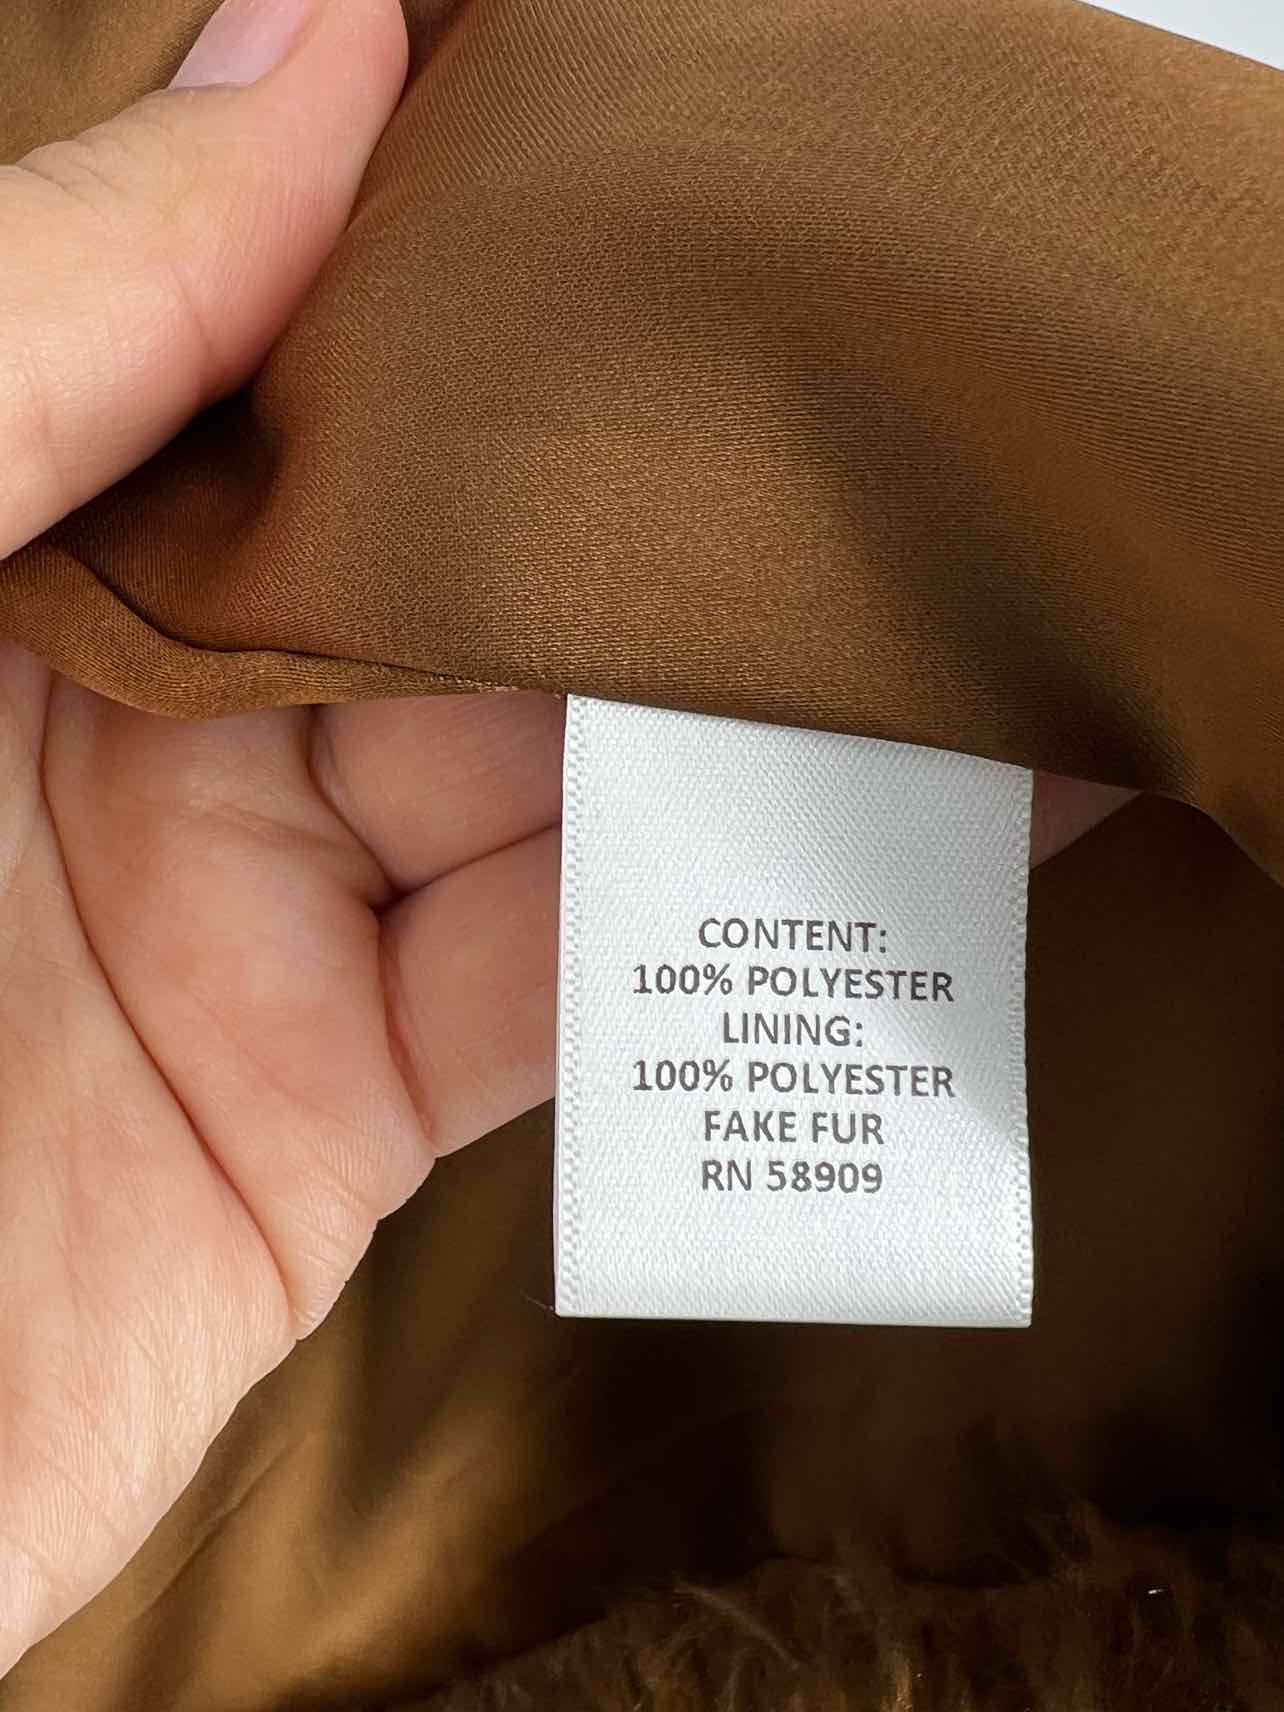 CONTENT:
100% POLYESTER
LINING:
100% POLYESTER
FAKE FUR
RN 58909